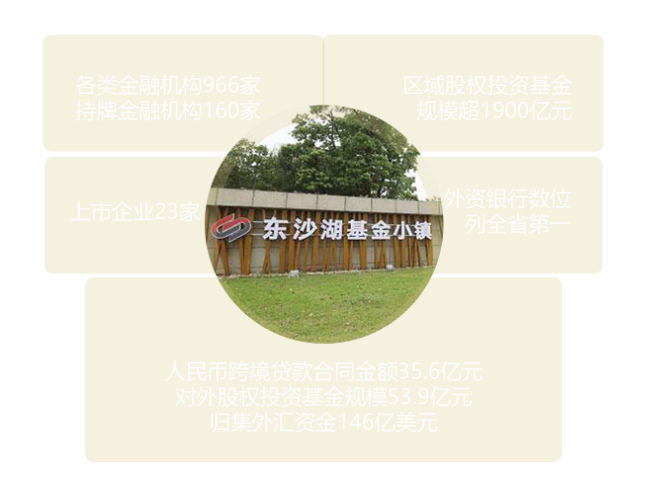 各类金融机构966家
持牌金融机构160家
区域股权投资基金
规模超1900亿元
上市企业23家
外资银行数位
列全省第一
东沙湖基金小镇
人民币跨境贷款合同金额35.6亿元
对外股权投资基金规模53.9亿元
归集外汇资金146亿美元